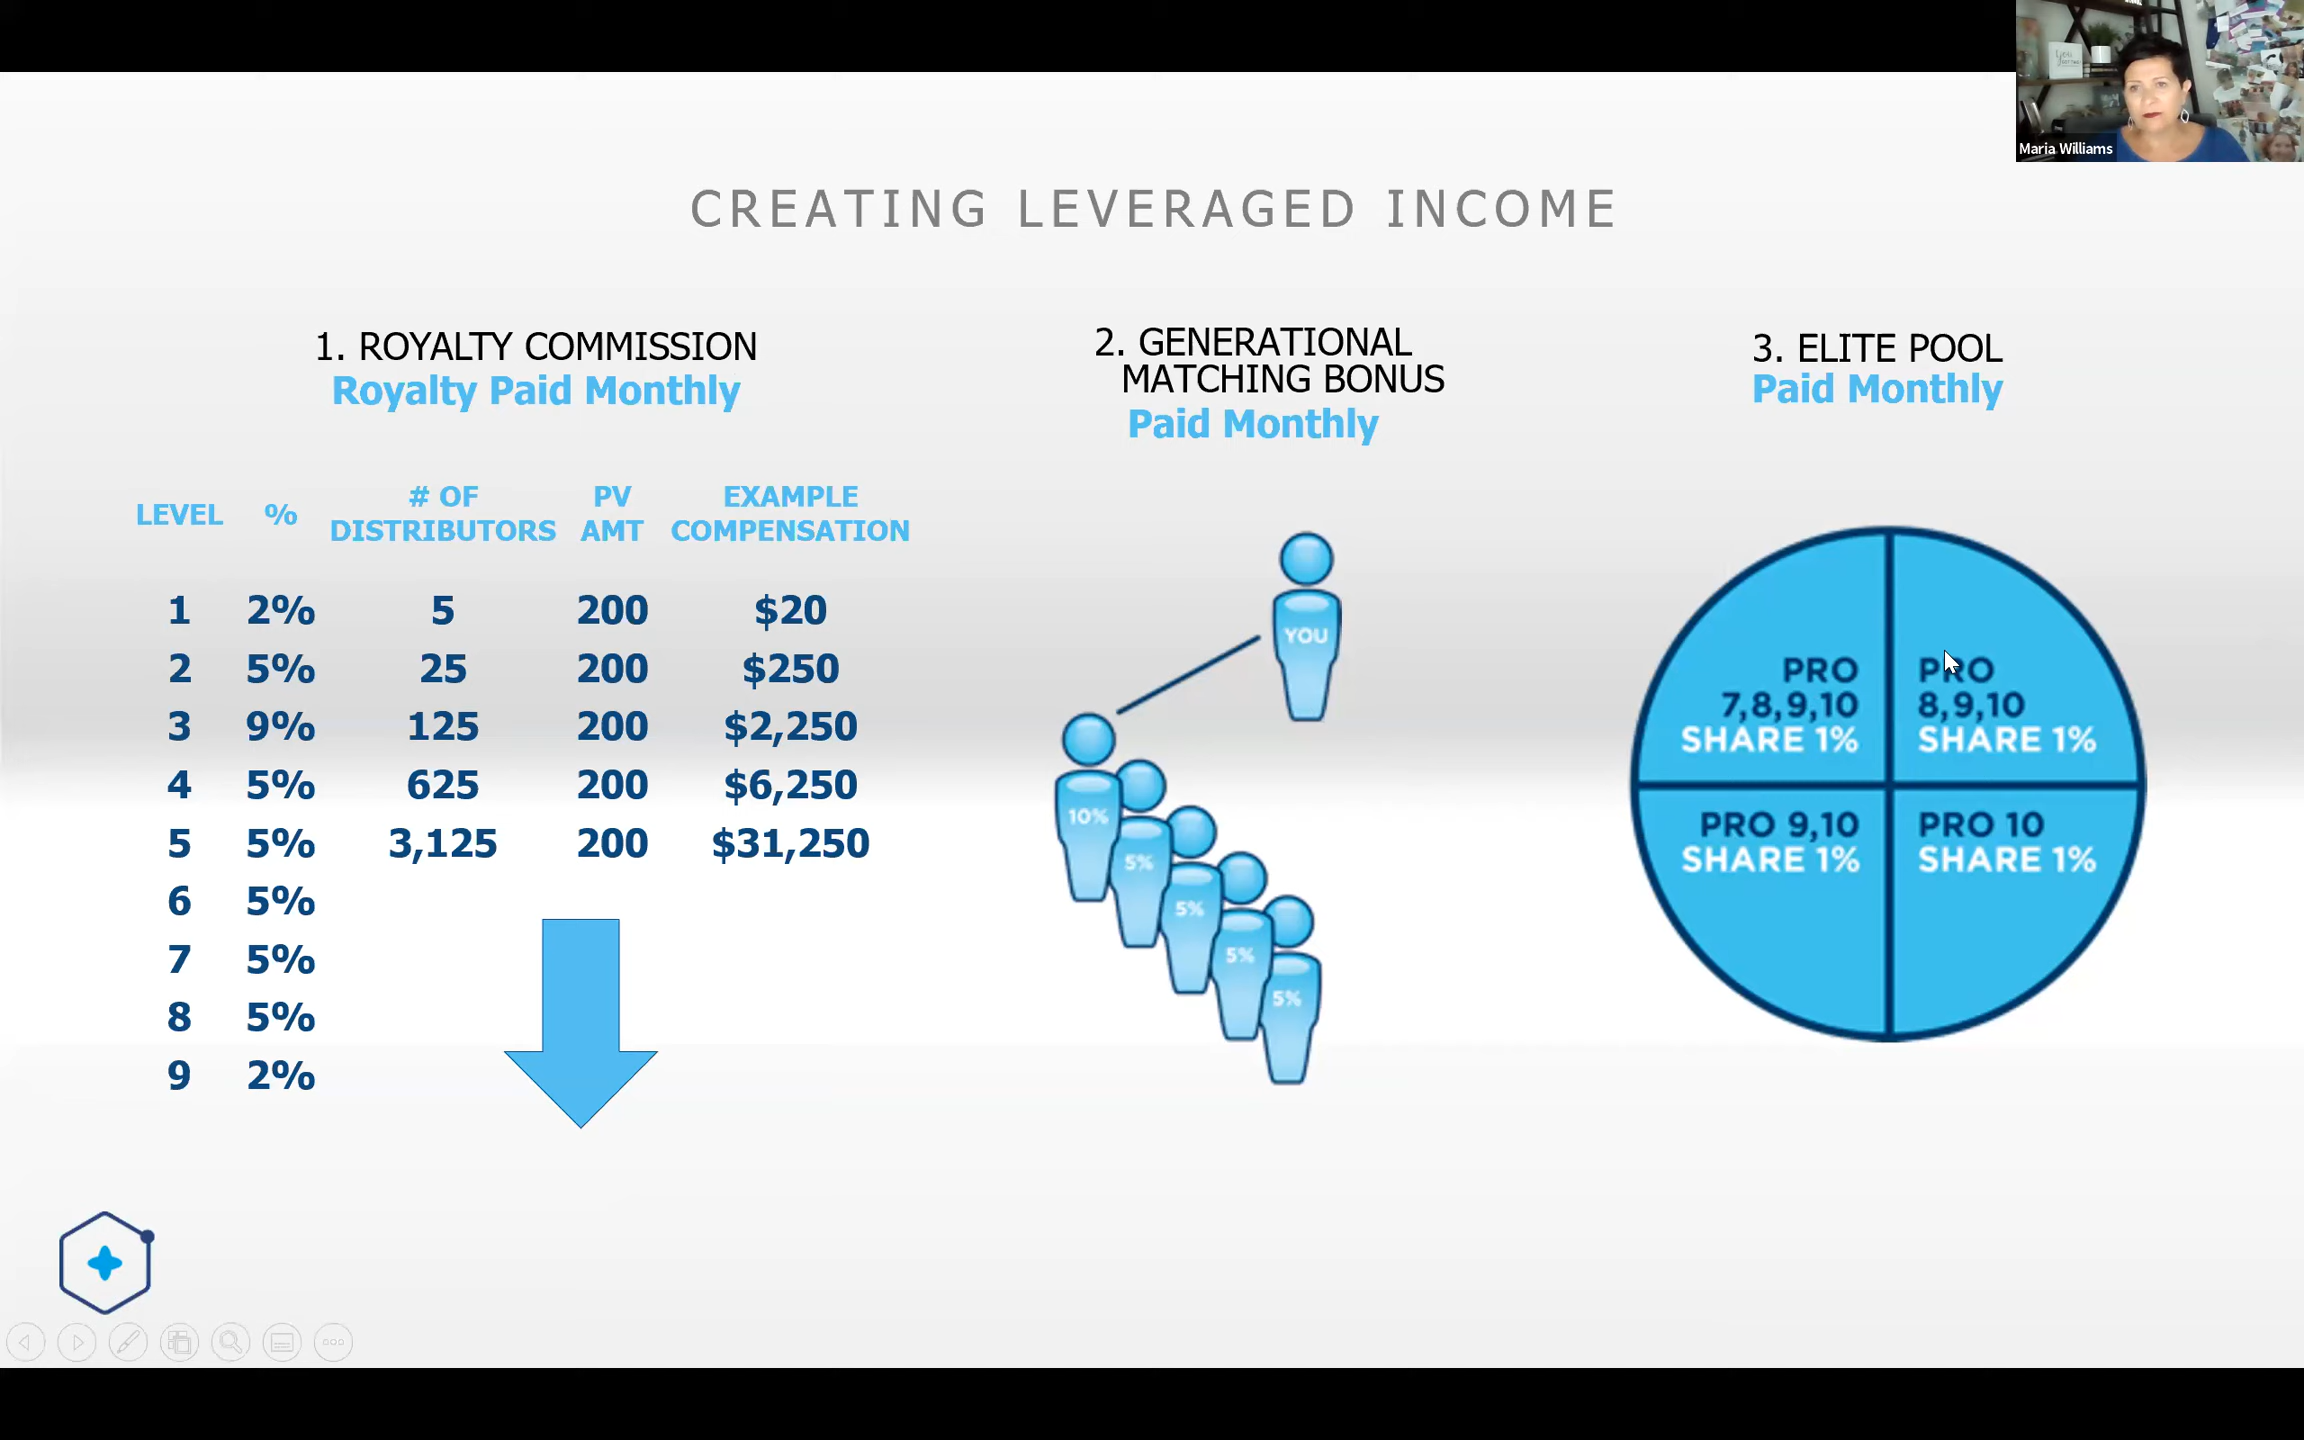 Maria Williams
CREATING LEVERAGED INCOME
1. ROYALTY COMMISSION
Royalty Paid Monthly
LEVEL % # OF DISTRIBUTORS PV AMT EXAMPLE COMPENSATION
1 2% 5 200 $20
2 5% 25 200 $250
3 9% 125 200 $2,250
4 5% 625 200 $6,250
5 5% 3,125 200 $31,250
6 5%
7 5%
8 5%
9 2%
2. GENERATIONAL
MATCHING BONUS
Paid Monthly
YOU
10%
5%
5%
5%
5%
3. ELITE POOL
Paid Monthly
PRO
7,8,9,10
SHARE 1%
PRO
8,9,10
SHARE 1%
PRO 9,10
SHARE 1%
PRO 10
SHARE 1%